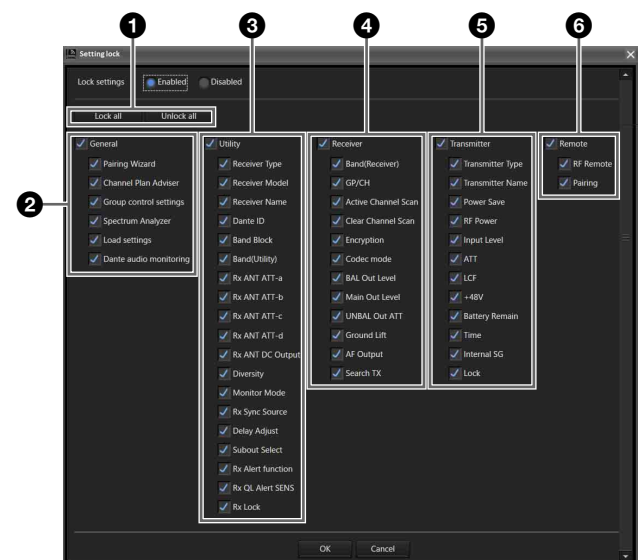 1 3 4 5 6
Setting lock
Lock settings Enabled Disabled
Lock all Unlock all
2
General
Pairing Wizard
Channel Plan Adviser
Group control settings
Spectrum Analyzer
Load settings
Dante audio monitoring
Utility
Receiver Type
Receiver Model
Receiver Name
Dante ID
Band Block
Band(Utility)
Rx ANT ATT-a
Rx ANT ATT-b
Rx ANT ATT-c
Rx ANT ATT-d
Rx ANT DC Output
Diversity
Monitor Mode
Rx Sync Source
Delay Adjust
Subout Select
Rx Alert function
Rx QL Alert SENS
Rx Lock
Receiver
Band(Receiver)
GP/CH
Active Channel Scan
Clear Channel Scan
Encryption
Codec mode
BAL Out Level
Main Out Level
UNBAL Out ATT
Ground Lift
AF Output
Search TX
Transmitter
Transmitter Type
Transmitter Name
Power Save
RF Power
Input Level
ATT
LCF
+48V
Battery Remain
Time
Internal SG
Lock
Remote
RF Remote
Pairing
OK Cancel